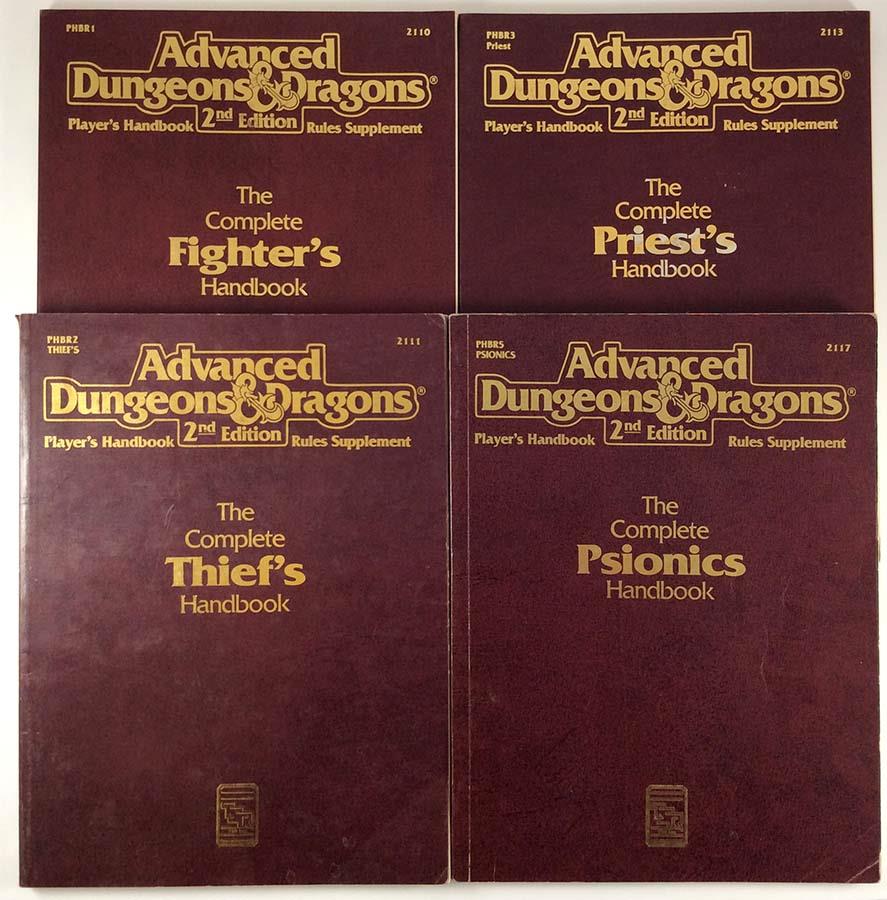 PHBR1
2110
Advanced
Dungeons & Dragons®
2nd Edition
Player's Handbook
Rules Supplement
The
Complete
Fighter's
Handbook
PHBR3
Priest
2113
Advanced
Dungeons & Dragons®
2nd Edition
Player's Handbook
Rules Supplement
The
Complete
Priest's
Handbook
PHBR2
THIEF'S
2111
Advanced
Dungeons & Dragons®
2nd Edition
Player's Handbook
Rules Supplement
The
Complete
Thief's
Handbook
PHBR5
PSIONICS
2117
Advanced
Dungeons & Dragons®
2nd Edition
Player's Handbook
Rules Supplement
The
Complete
Psionics
Handbook